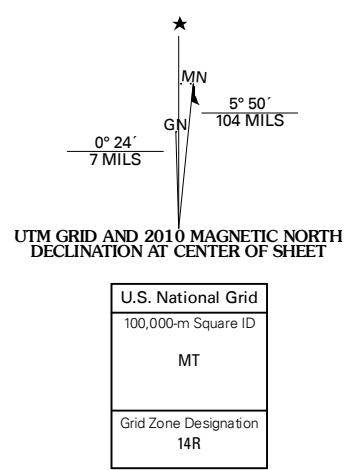 MN
GN
5° 50´
104 MILS
0° 24´
7 MILS
UTM GRID AND 2010 MAGNETIC NORTH
DECLINATION AT CENTER OF SHEET
U.S. National Grid
100,000-m Square ID
MT
Grid Zone Designation
14R